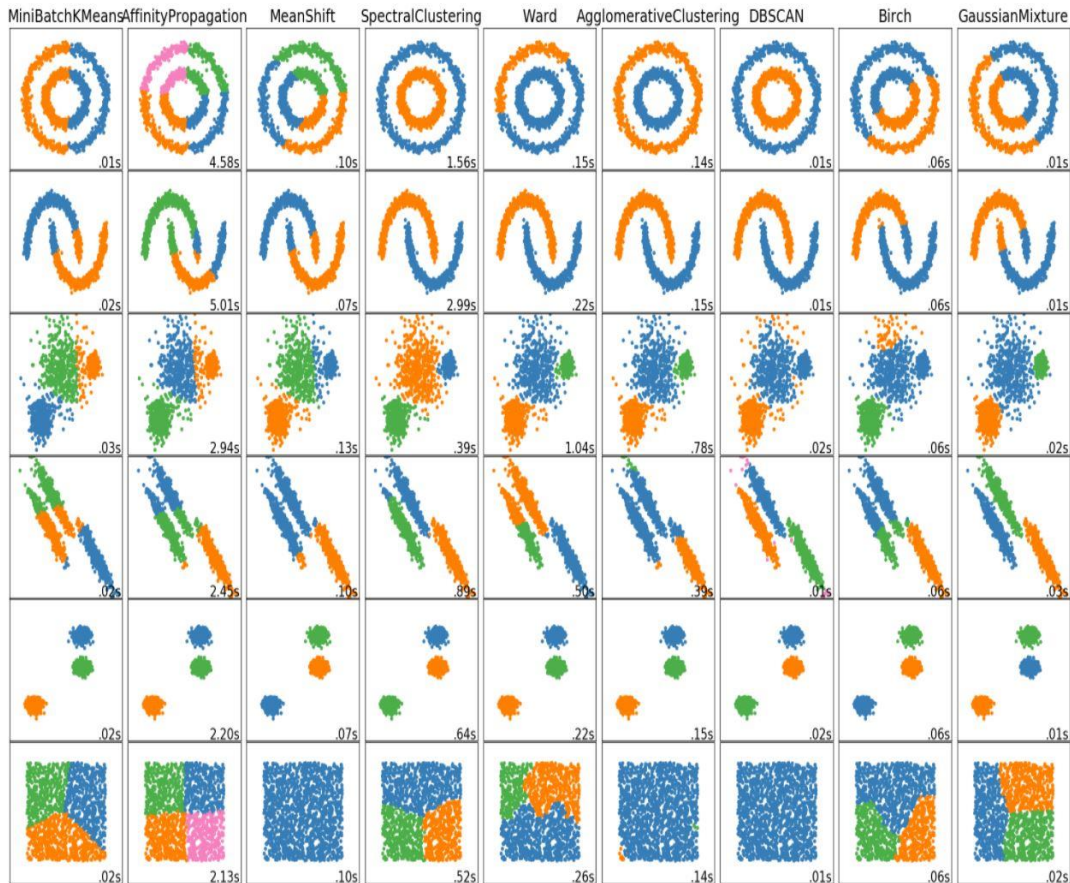 MiniBatchKMeans AffinityPropagation MeanShift SpectralClustering Ward AgglomerativeClustering DBSCAN Birch GaussianMixture
.01s 4.58s .10s 1.56s .15s .14s .01s .06s .01s
.02s 5.01s .07s 2.99s .22s .15s .01s .06s .01s
.03s 2.94s .13s .39s 1.04s .78s .02s .06s .02s
.02s 2.45s .10s .89s .50s .39s .01s .06s .03s
.02s 2.20s .07s .64s .22s .15s .02s .06s .01s
.02s 2.13s .10s .52s .26s .14s .01s .06s .02s